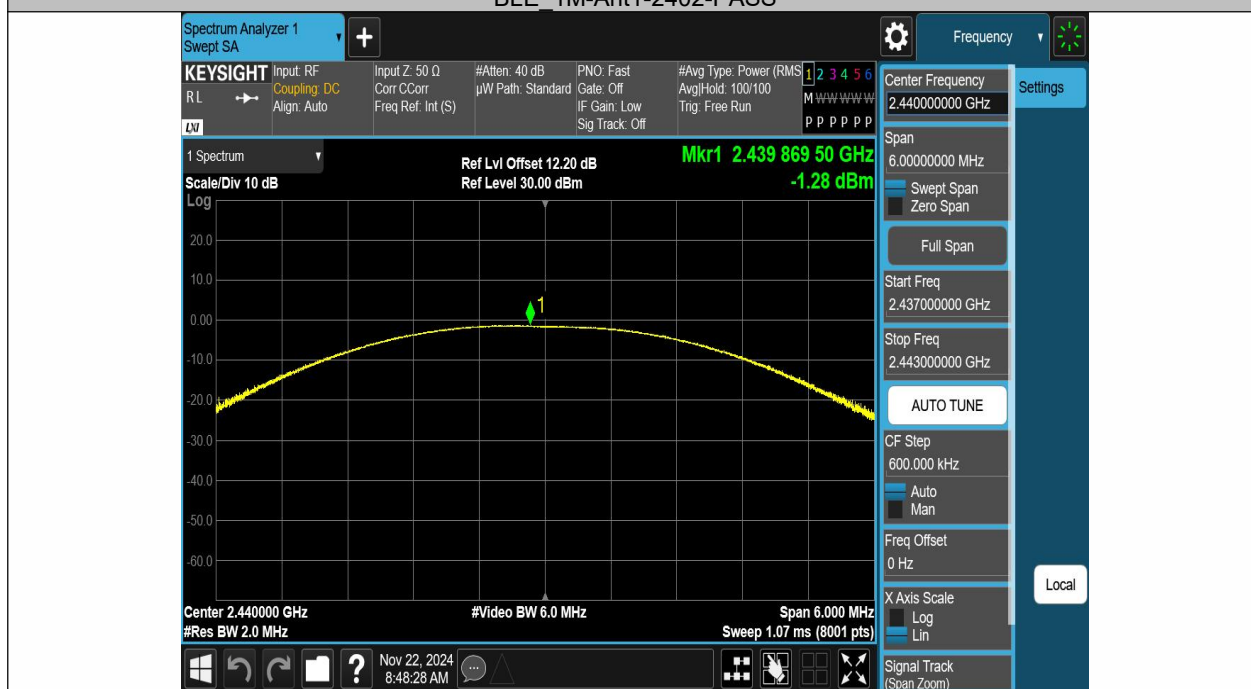 BLE_1M-Ant1-2402-PASS
Spectrum Analyzer 1
Swept SA
+
Frequency
KEYSIGHT
RL
LXI
Input: RF
Coupling: DC
Align: Auto
Input Z: 50 Ω
Corr CCorr
Freq Ref: Int (S)
#Atten: 40 dB
µW Path: Standard
PNO: Fast
Gate: Off
IF Gain: Low
Sig Track: Off
#Avg Type: Power (RMS
Avg|Hold: 100/100
Trig: Free Run
1 2 3 4 5 6
M W W W W W
P P P P P P
1 Spectrum
Scale/Div 10 dB
Log
Ref Lvl Offset 12.20 dB
Ref Level 30.00 dBm
Mkr1 2.439 869 50 GHz
-1.28 dBm
20.0
10.0
0.00
-10.0
-20.0
-30.0
-40.0
-50.0
-60.0
1
Center 2.440000 GHz
#Res BW 2.0 MHz
#Video BW 6.0 MHz
Span 6.000 MHz
Sweep 1.07 ms (8001 pts)
?
Nov 22, 2024
8:48:28 AM
Center Frequency
2.440000000 GHz
Settings
Span
6.00000000 MHz
Swept Span
Zero Span
Full Span
Start Freq
2.437000000 GHz
Stop Freq
2.443000000 GHz
AUTO TUNE
CF Step
600.000 kHz
Auto
Man
Freq Offset
0 Hz
X Axis Scale
Log
Lin
Local
Signal Track
(Span Zoom)